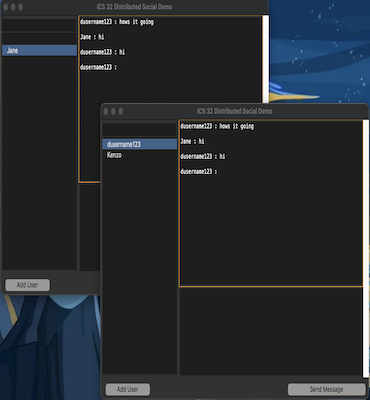 ICS 32 Distributed Social Demo
Jane
dusername123 : hows it going
Jane : hi
dusername123 : hi
dusername123 :
Add User
ICS 32 Distributed Social Demo
dusername123
Kenzo
dusername123 : hows it going
Jane : hi
dusername123 : hi
dusername123 :
Add User
Send Message